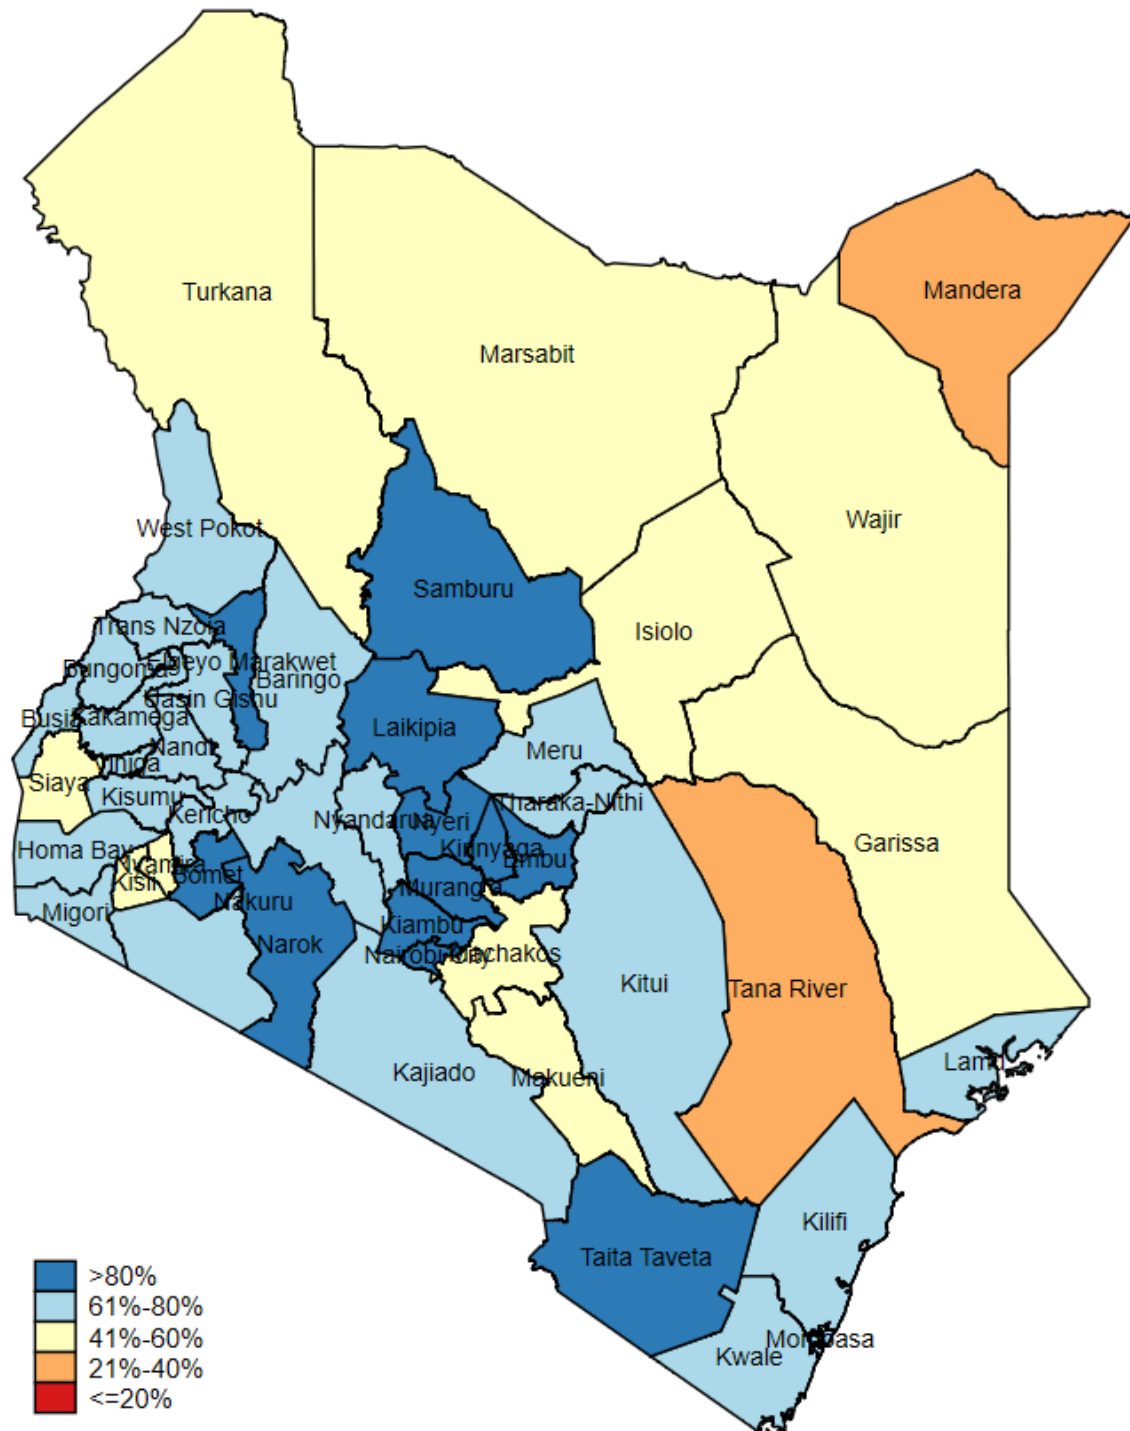 Turkana
Mandera
Marsabit
Wajir
West Pokot
Samburu
Isiolo
Trans Nzoia
Elgeyo Marakwet
Bungoma
Baringo
Uasin Gishu
Busia
Kakamega
Laikipia
Nandi
Meru
Vihiga
Siaya
Kisumu
Tharaka-Nithi
Kericho
Nyandarua
Nyeri
Garissa
Homa Bay
Kirinyaga
Embu
Nyamira
Kisii
Bomet
Murang'a
Nakuru
Migori
Kiambu
Narok
Nairobi City
Machakos
Kitui
Tana River
Lamu
Kajiado
Makueni
Kilifi
Taita Taveta
Mombasa
Kwale
>80%
61%-80%
41%-60%
21%-40%
<=20%